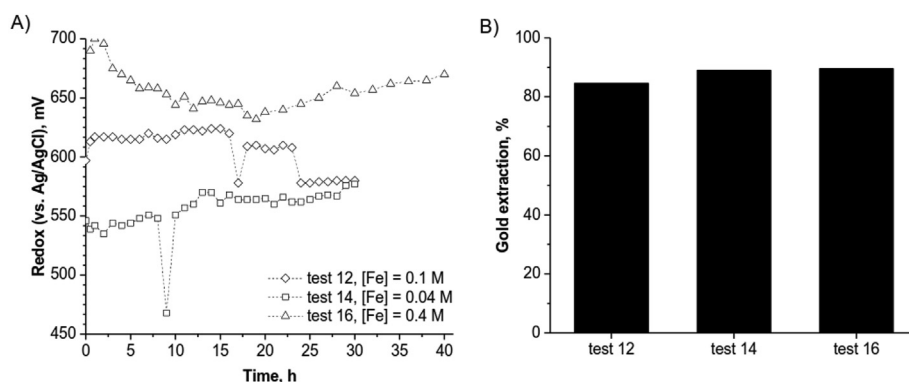 A)
B)
Redox (vs. Ag/AgCl), mV
700
650
600
550
500
450
0
5
10
15
20
25
30
35
40
Time, h
test 12, [Fe] = 0.1 M
test 14, [Fe] = 0.04 M
test 16, [Fe] = 0.4 M
Gold extraction, %
100
80
60
40
20
0
test 12
test 14
test 16